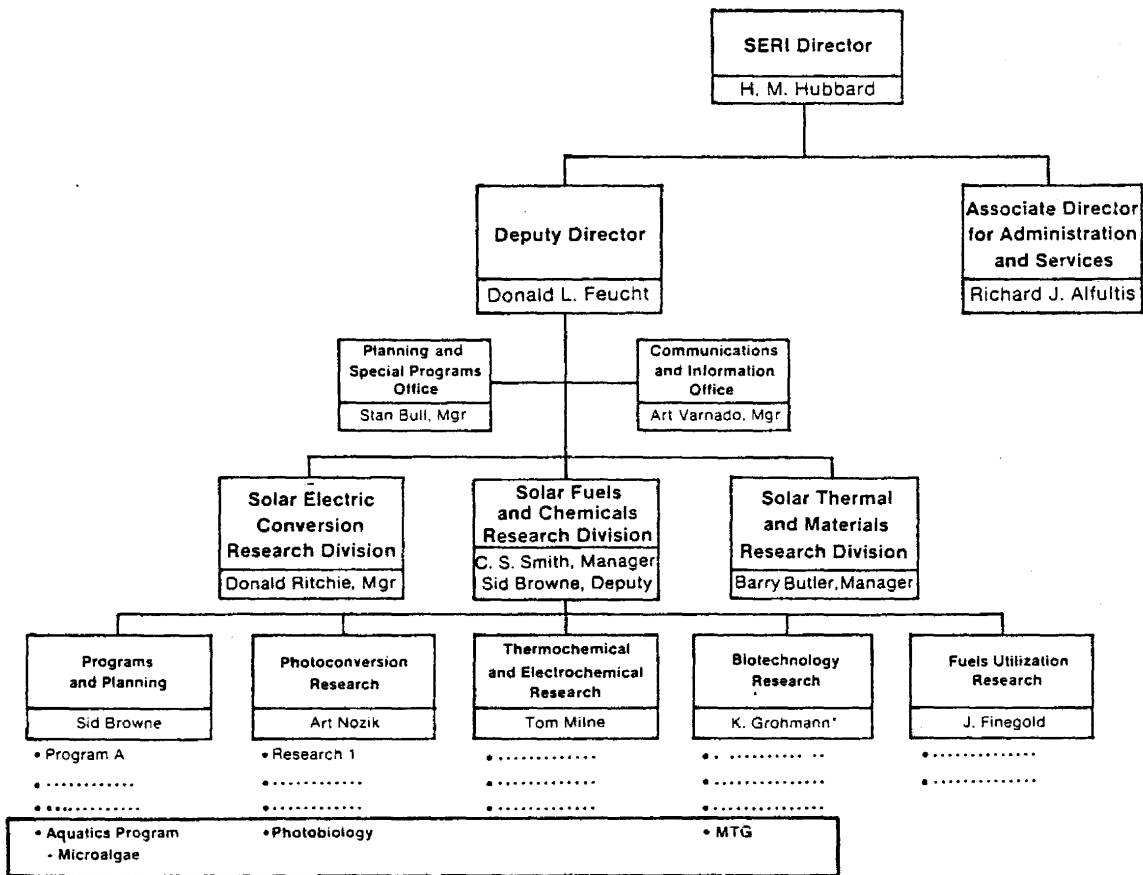 SERI Director
H. M. Hubbard
Deputy Director
Donald L. Feucht
Associate Director
for Administration
and Services
Richard J. Alfultis
Planning and
Special Programs
Office
Stan Bull, Mgr
Communications
and Information
Office
Art Varnado, Mgr
Solar Electric
Conversion
Research Division
Donald Ritchie, Mgr
Solar Fuels
and Chemicals
Research Division
C. S. Smith, Manager
Sid Browne, Deputy
Solar Thermal
and Materials
Research Division
Barry Butler, Manager
Programs
and Planning
Sid Browne
Photoconversion
Research
Art Nozik
Thermochemical
and Electrochemical
Research
Tom Milne
Biotechnology
Research
K. Grohmann*
Fuels Utilization
Research
J. Finegold
• Program A
• ............
• ............
• Aquatics Program
- Microalgae
• Research 1
• ............
• ............
• Photobiology
• ..............
• ..............
• ..............
• .. ......... .. ..
• ..............
• ..............
• MTG
• ..............
• ..............